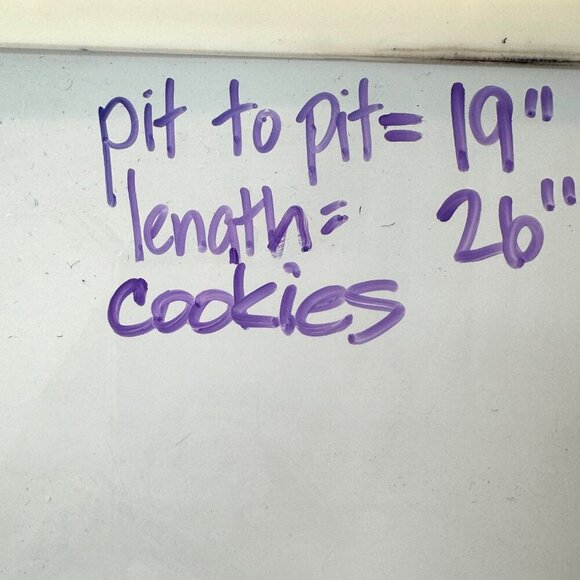 pit to pit= 19"
length= 26"
cookies